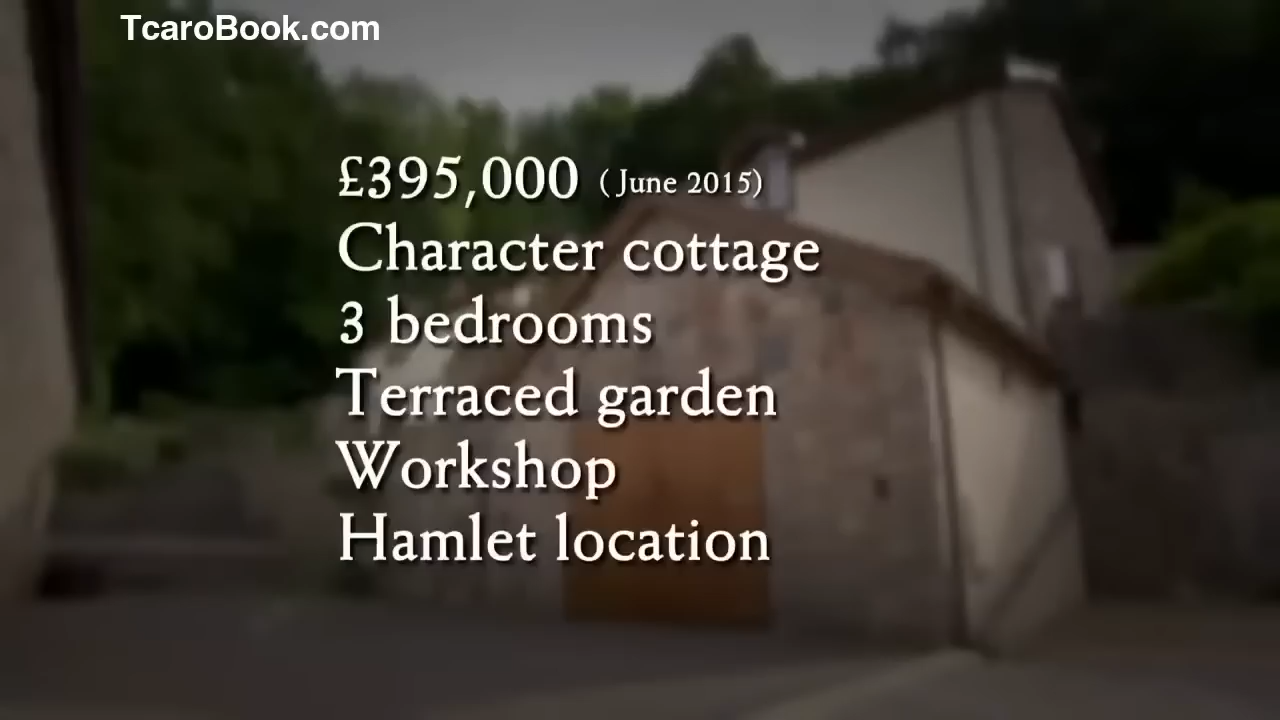 TcaroBook.com
£395,000 (June 2015)
Character cottage
3 bedrooms
Terraced garden
Workshop
Hamlet location